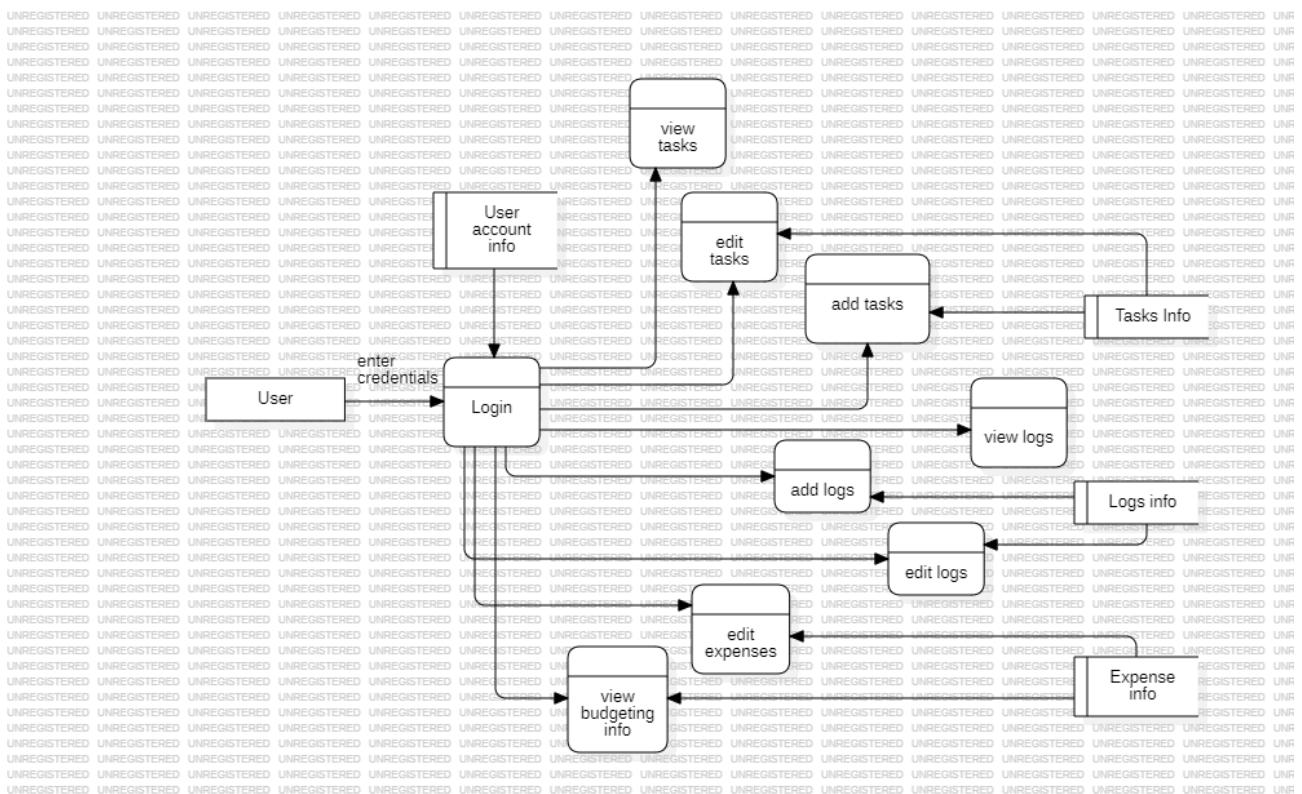 view
tasks
User
account
info
edit
tasks
add tasks
Tasks Info
enter
credentials
User
Login
view logs
add logs
Logs info
edit logs
edit
expenses
Expense
info
view
budgeting
info
UNREGISTERED